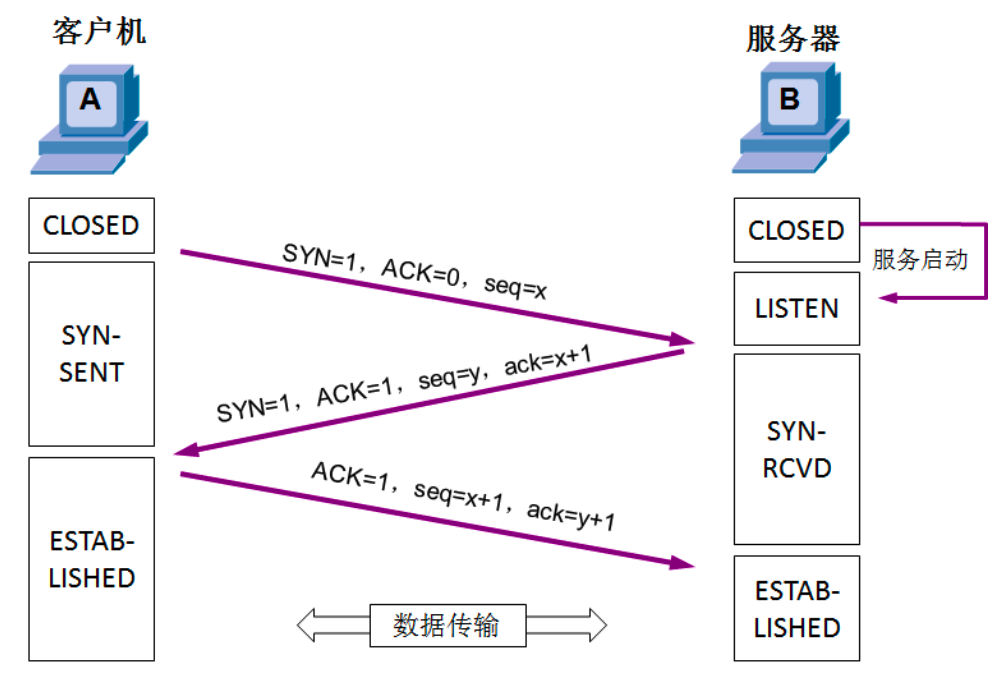 客户机
服务器
A
B
CLOSED
CLOSED
服务启动
SYN=1，ACK=0，seq=x
LISTEN
SYN-
SENT
SYN=1，ACK=1，seq=y，ack=x+1
SYN-
RCVD
ACK=1，seq=x+1，ack=y+1
ESTAB-
LISHED
ESTAB-
LISHED
数据传输